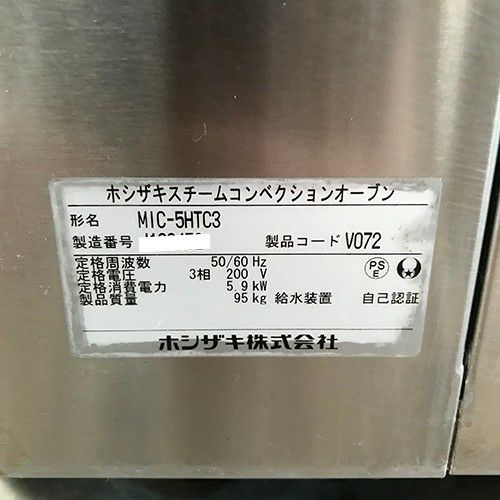 ホシザキスチームコンベクションオーブン
形名 MIC-5HTC3
製造番号 製品コード V072
定格周波数 50/60 Hz
定格電圧 3相 200 V
定格消費電力 5.9 kW
製品質量 95 kg 給水装置 自己認証
PS
E
ホシザキ株式会社